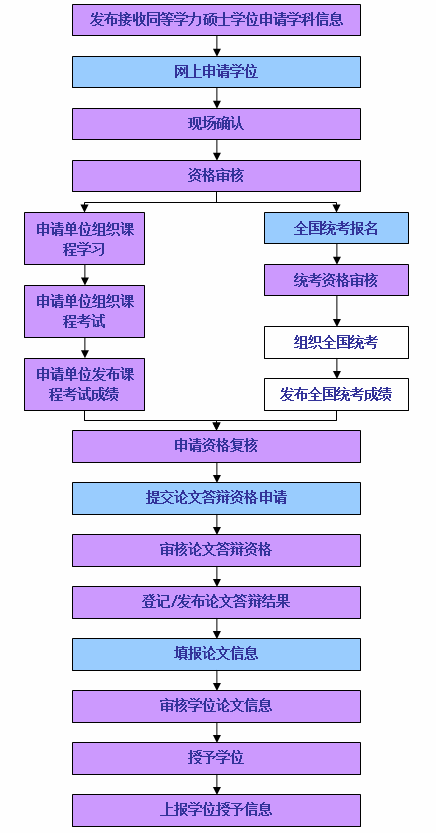 发布接收同等学力硕士学位申请学科信息
网上申请学位
现场确认
资格审核
申请单位组织课
程学习
申请单位组织课
程考试
申请单位发布课
程考试成绩
全国统考报名
统考资格审核
组织全国统考
发布全国统考成绩
申请资格复核
提交论文答辩资格申请
审核论文答辩资格
登记/发布论文答辩结果
填报论文信息
审核学位论文信息
授予学位
上报学位授予信息